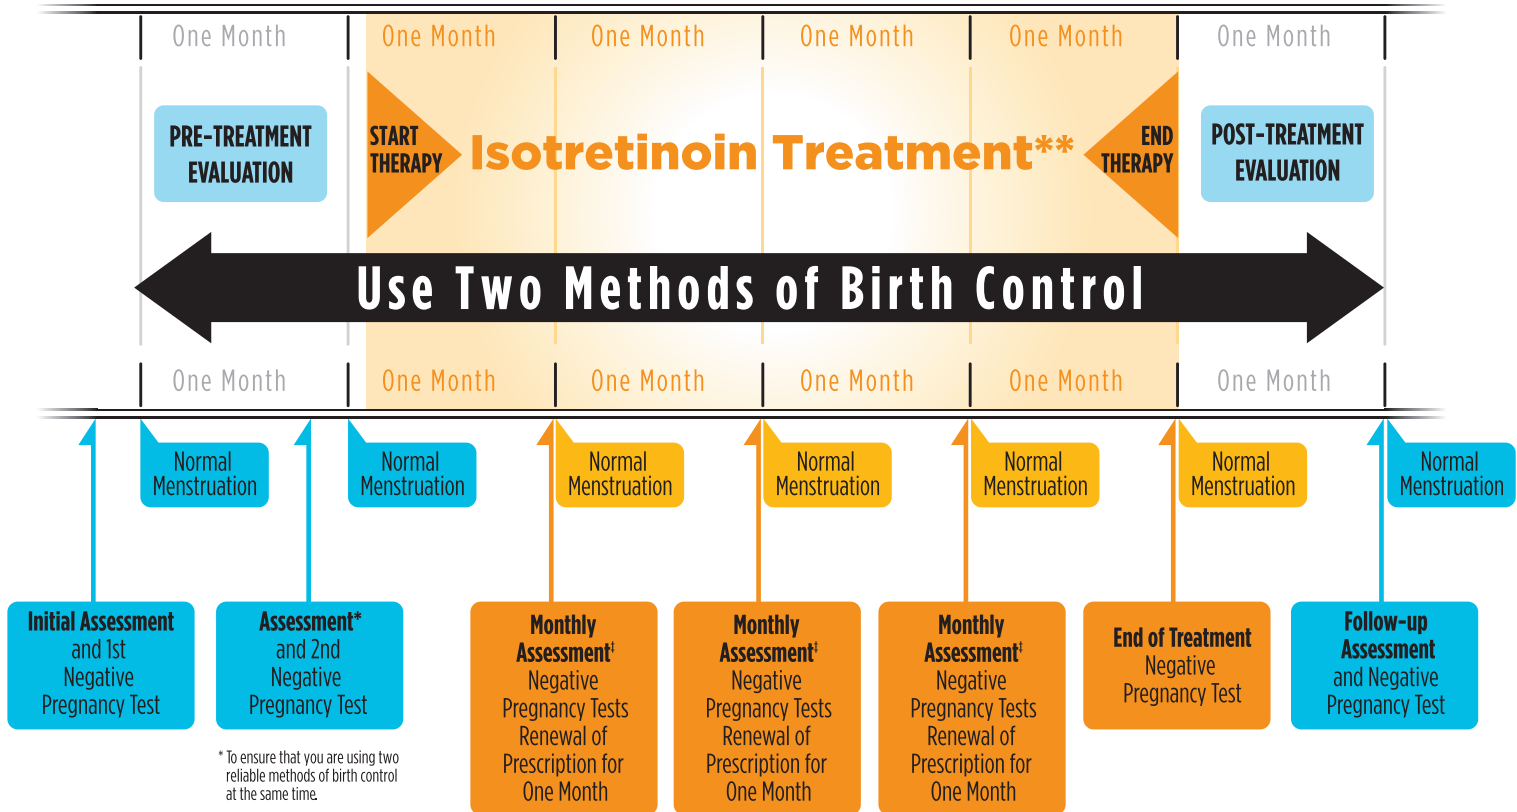 One Month
One Month
One Month
One Month
One Month
One Month
PRE-TREATMENT
EVALUATION
START
THERAPY
Isotretinoin Treatment**
END
THERAPY
POST-TREATMENT
EVALUATION
Use Two Methods of Birth Control
One Month
One Month
One Month
One Month
One Month
One Month
Normal
Menstruation
Normal
Menstruation
Normal
Menstruation
Normal
Menstruation
Normal
Menstruation
Normal
Menstruation
Normal
Menstruation
Initial Assessment
and 1st
Negative
Pregnancy Test
Assessment*
and 2nd
Negative
Pregnancy Test
* To ensure that you are using two
reliable methods of birth control
at the same time.
Monthly
Assessment‡
Negative
Pregnancy Tests
Renewal of
Prescription for
One Month
Monthly
Assessment‡
Negative
Pregnancy Tests
Renewal of
Prescription for
One Month
Monthly
Assessment‡
Negative
Pregnancy Tests
Renewal of
Prescription for
One Month
End of Treatment
Negative
Pregnancy Test
Follow-up
Assessment
and Negative
Pregnancy Test